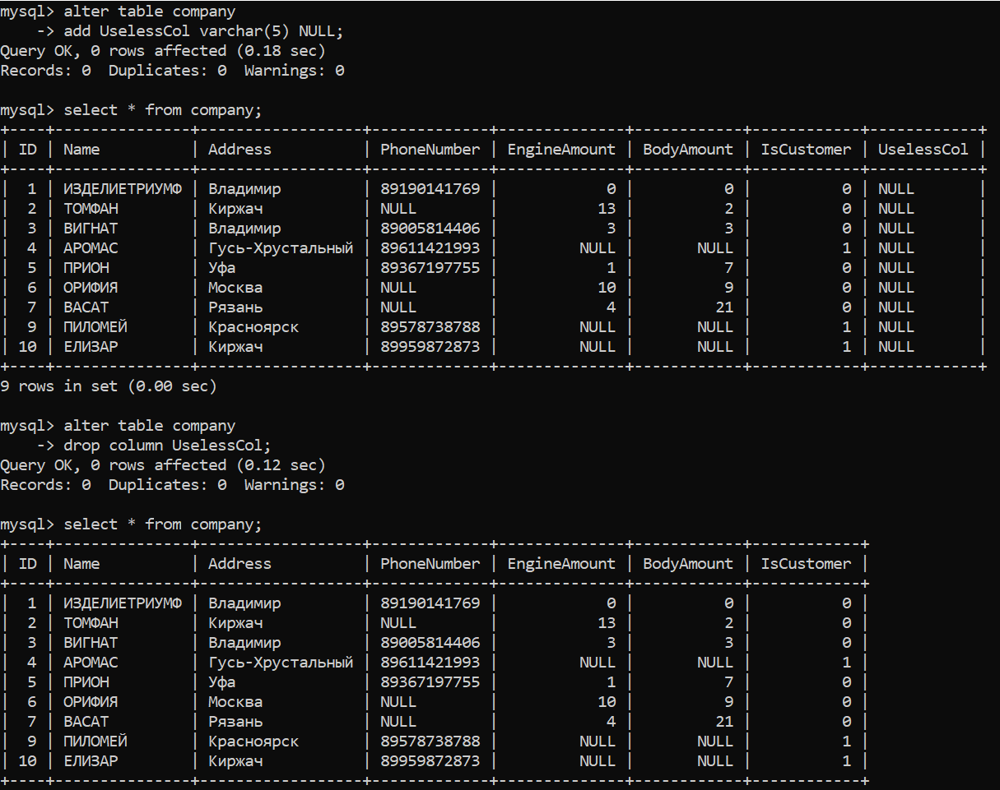 mysql> alter table company
    -> add UselessCol varchar(5) NULL;
Query OK, 0 rows affected (0.18 sec)
Records: 0  Duplicates: 0  Warnings: 0

mysql> select * from company;
+----+---------------+------------------+-------------+--------------+------------+------------+------------+
| ID | Name          | Address          | PhoneNumber | EngineAmount | BodyAmount | IsCustomer | UselessCol |
+----+---------------+------------------+-------------+--------------+------------+------------+------------+
|  1 | ИЗДЕЛИЕТРИУМФ | Владимир         | 89190141769 |            0 |          0 |          0 | NULL       |
|  2 | ТОМФАН        | Киржач           | NULL        |           13 |          2 |          0 | NULL       |
|  3 | ВИГНАТ        | Владимир         | 89005814406 |            3 |          3 |          0 | NULL       |
|  4 | АРОМАС        | Гусь-Хрустальный | 89611421993 |         NULL |       NULL |          1 | NULL       |
|  5 | ПРИОН         | Уфа              | 89367197755 |            1 |          7 |          0 | NULL       |
|  6 | ОРИФИЯ        | Москва           | NULL        |           10 |          9 |          0 | NULL       |
|  7 | ВАСАТ         | Рязань           | NULL        |            4 |         21 |          0 | NULL       |
|  9 | ПИЛОМЕЙ       | Красноярск       | 89578738788 |         NULL |       NULL |          1 | NULL       |
| 10 | ЕЛИЗАР        | Киржач           | 89959872873 |         NULL |       NULL |          1 | NULL       |
+----+---------------+------------------+-------------+--------------+------------+------------+------------+
9 rows in set (0.00 sec)

mysql> alter table company
    -> drop column UselessCol;
Query OK, 0 rows affected (0.12 sec)
Records: 0  Duplicates: 0  Warnings: 0

mysql> select * from company;
+----+---------------+------------------+-------------+--------------+------------+------------+
| ID | Name          | Address          | PhoneNumber | EngineAmount | BodyAmount | IsCustomer |
+----+---------------+------------------+-------------+--------------+------------+------------+
|  1 | ИЗДЕЛИЕТРИУМФ | Владимир         | 89190141769 |            0 |          0 |          0 |
|  2 | ТОМФАН        | Киржач           | NULL        |           13 |          2 |          0 |
|  3 | ВИГНАТ        | Владимир         | 89005814406 |            3 |          3 |          0 |
|  4 | АРОМАС        | Гусь-Хрустальный | 89611421993 |         NULL |       NULL |          1 |
|  5 | ПРИОН         | Уфа              | 89367197755 |            1 |          7 |          0 |
|  6 | ОРИФИЯ        | Москва           | NULL        |           10 |          9 |          0 |
|  7 | ВАСАТ         | Рязань           | NULL        |            4 |         21 |          0 |
|  9 | ПИЛОМЕЙ       | Красноярск       | 89578738788 |         NULL |       NULL |          1 |
| 10 | ЕЛИЗАР        | Киржач           | 89959872873 |         NULL |       NULL |          1 |
+----+---------------+------------------+-------------+--------------+------------+------------+